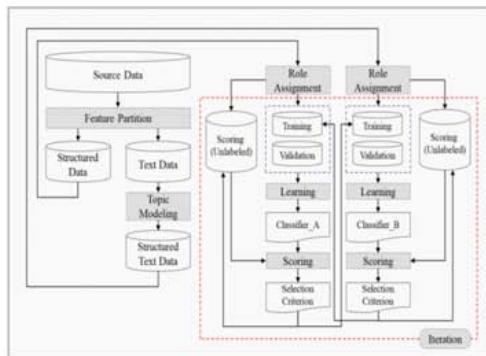 Source Data
Feature Partition
Structured
Data
Text Data
Topic
Modeling
Structured
Text Data
Role
Assignment
Role
Assignment
Scoring
(Unlabeled)
Training
Validation
Training
Validation
Scoring
(Unlabeled)
Learning
Learning
Classifier_A
Classifier_B
Scoring
Scoring
Selection
Criterion
Selection
Criterion
Iteration